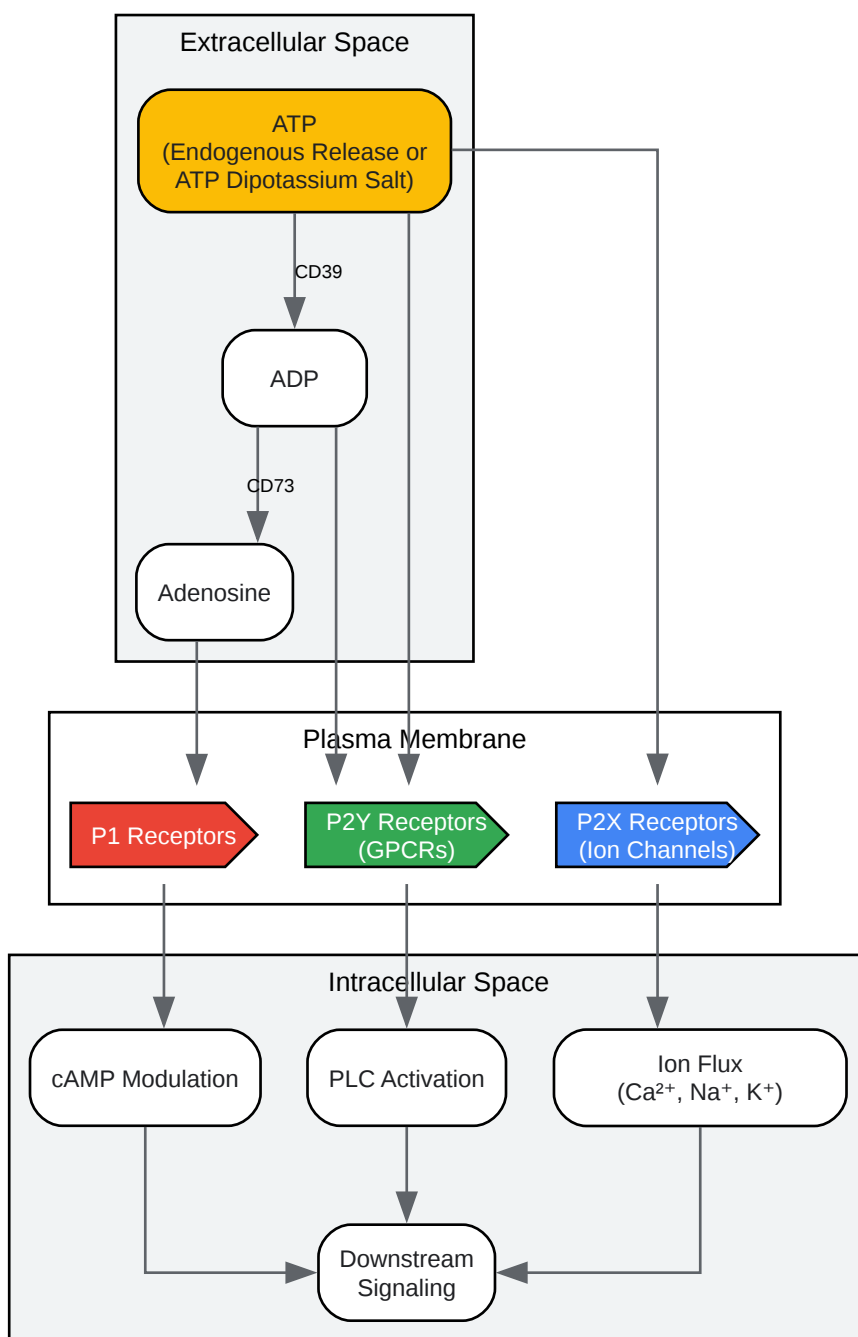 Extracellular Space
ATP
(Endogenous Release or
ATP Dipotassium Salt)
CD39
ADP
CD73
Adenosine
Plasma Membrane
P1 Receptors
P2Y Receptors
(GPCRs)
P2X Receptors
(Ion Channels)
Intracellular Space
cAMP Modulation
PLC Activation
Ion Flux
(Ca²⁺, Na⁺, K⁺)
Downstream
Signaling